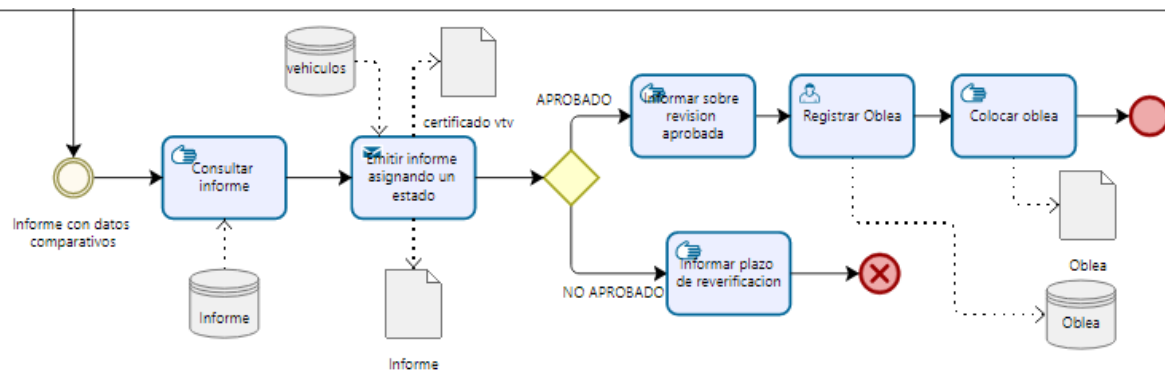 vehiculos
certificado vtv
APROBADO
Informar sobre
revision
aprobada
Registrar Oblea
Colocar oblea
Informe con datos
comparativos
Consultar
informe
Emitir informe
asignando un
estado
Informe
Informe
NO APROBADO
Informar plazo
de reverificacion
Oblea
Oblea